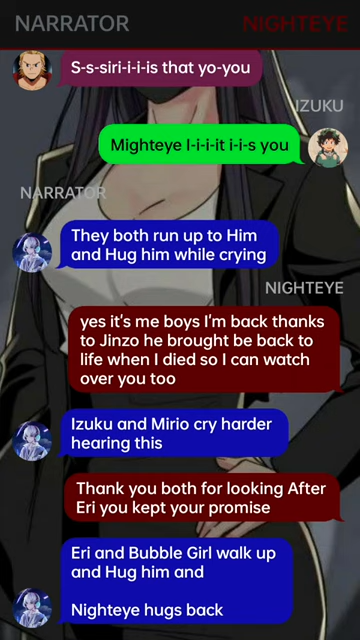 NARRATOR NIGHTEYE
S-s-siri-i-i-is that yo-you
IZUKU
Mighteye I-i-i-it i-i-s you
NARRATOR
They both run up to Him
and Hug him while crying
NIGHTEYE
yes it's me boys I'm back thanks
to Jinzo he brought be back to
life when I died so I can watch
over you too
Izuku and Mirio cry harder
hearing this
Thank you both for looking After
Eri you kept your promise
Eri and Bubble Girl walk up
and Hug him and
Nighteye hugs back